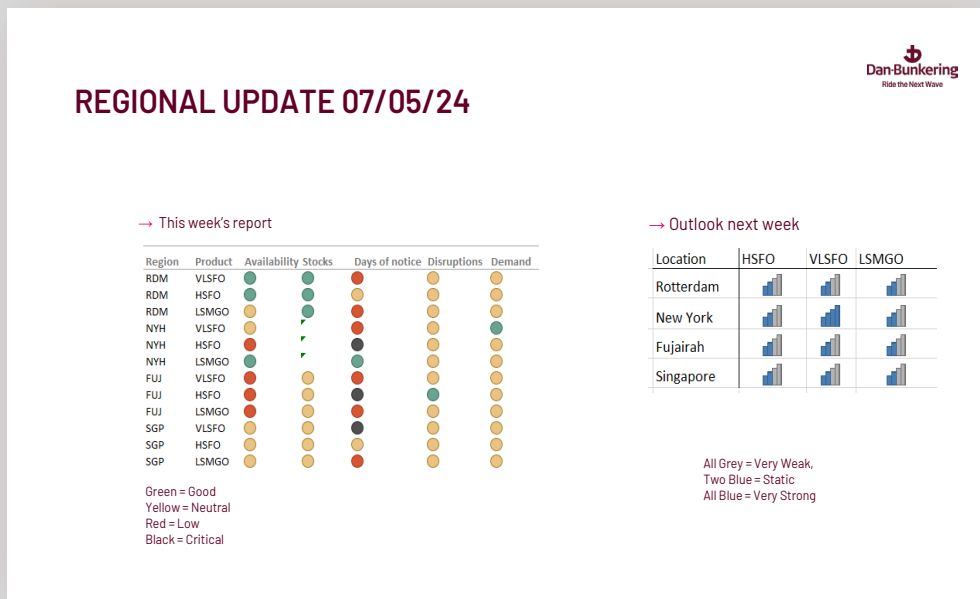 Dan-Bunkering
Ride the Next Wave
REGIONAL UPDATE 07/05/24
→ This week's report
Region Product Availability Stocks Days of notice Disruptions Demand
RDM VLSFO
RDM HSFO
RDM LSMGO
NYH VLSFO
NYH HSFO
NYH LSMGO
FUJ VLSFO
FUJ HSFO
FUJ LSMGO
SGP VLSFO
SGP HSFO
SGP LSMGO
Green = Good
Yellow = Neutral
Red = Low
Black = Critical
→ Outlook next week
Location HSFO VLSFO LSMGO
Rotterdam
New York
Fujairah
Singapore
All Grey = Very Weak,
Two Blue = Static
All Blue = Very Strong